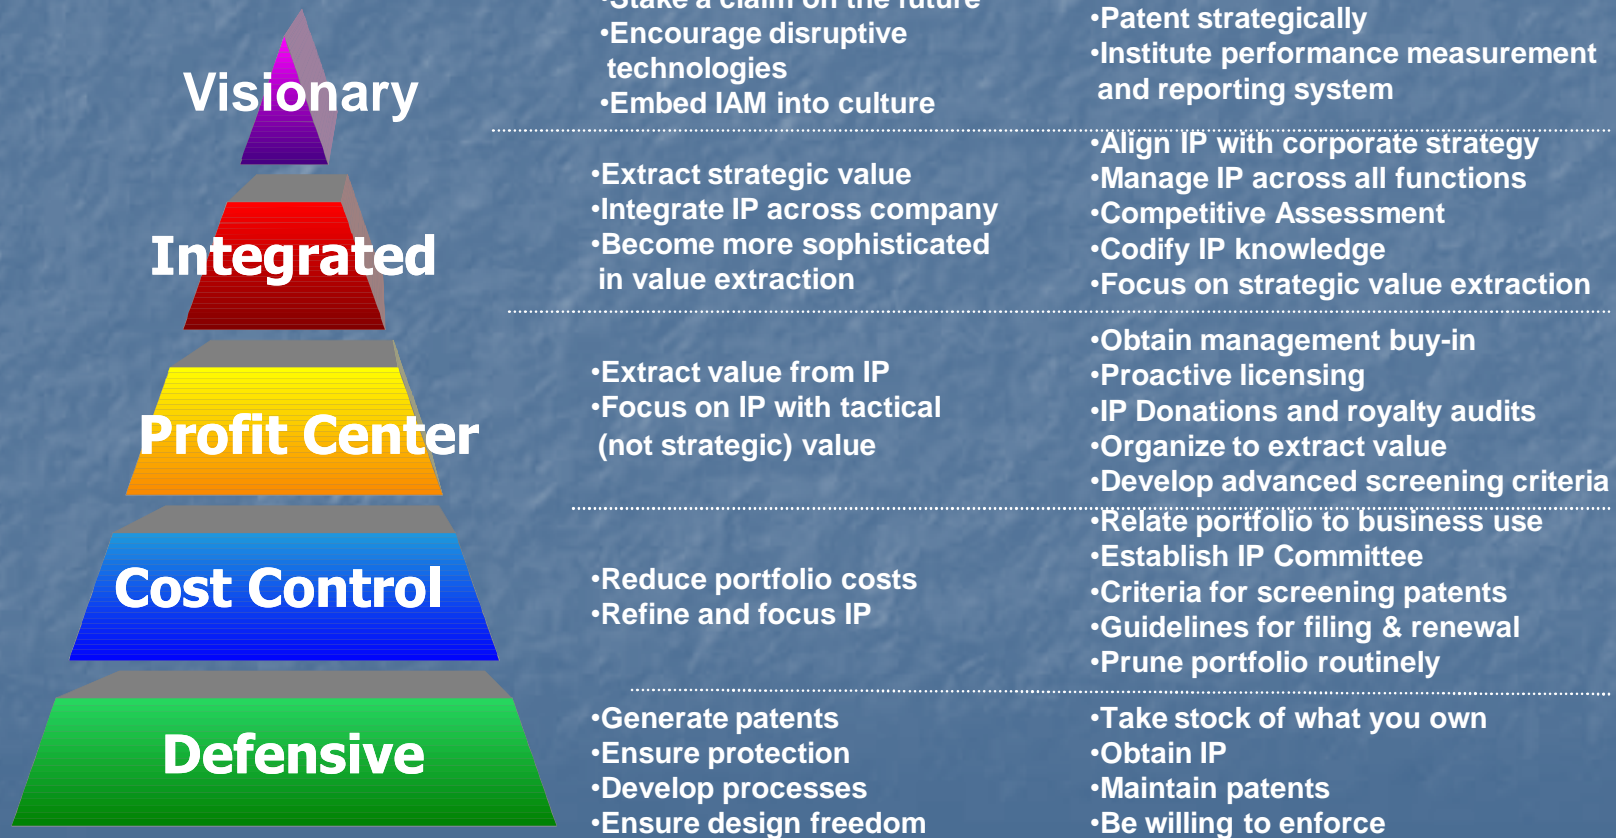 •Stake a claim on the future
•Encourage disruptive
technologies
•Embed IAM into culture
•Patent strategically
•Institute performance measurement
and reporting system
Visionary
•Extract strategic value
•Integrate IP across company
•Become more sophisticated
in value extraction
•Align IP with corporate strategy
•Manage IP across all functions
•Competitive Assessment
•Codify IP knowledge
•Focus on strategic value extraction
Integrated
•Extract value from IP
•Focus on IP with tactical
(not strategic) value
•Obtain management buy-in
•Proactive licensing
•IP Donations and royalty audits
•Organize to extract value
•Develop advanced screening criteria
Profit Center
•Reduce portfolio costs
•Refine and focus IP
•Relate portfolio to business use
•Establish IP Committee
•Criteria for screening patents
•Guidelines for filing & renewal
•Prune portfolio routinely
Cost Control
•Generate patents
•Ensure protection
•Develop processes
•Ensure design freedom
•Take stock of what you own
•Obtain IP
•Maintain patents
•Be willing to enforce
Defensive